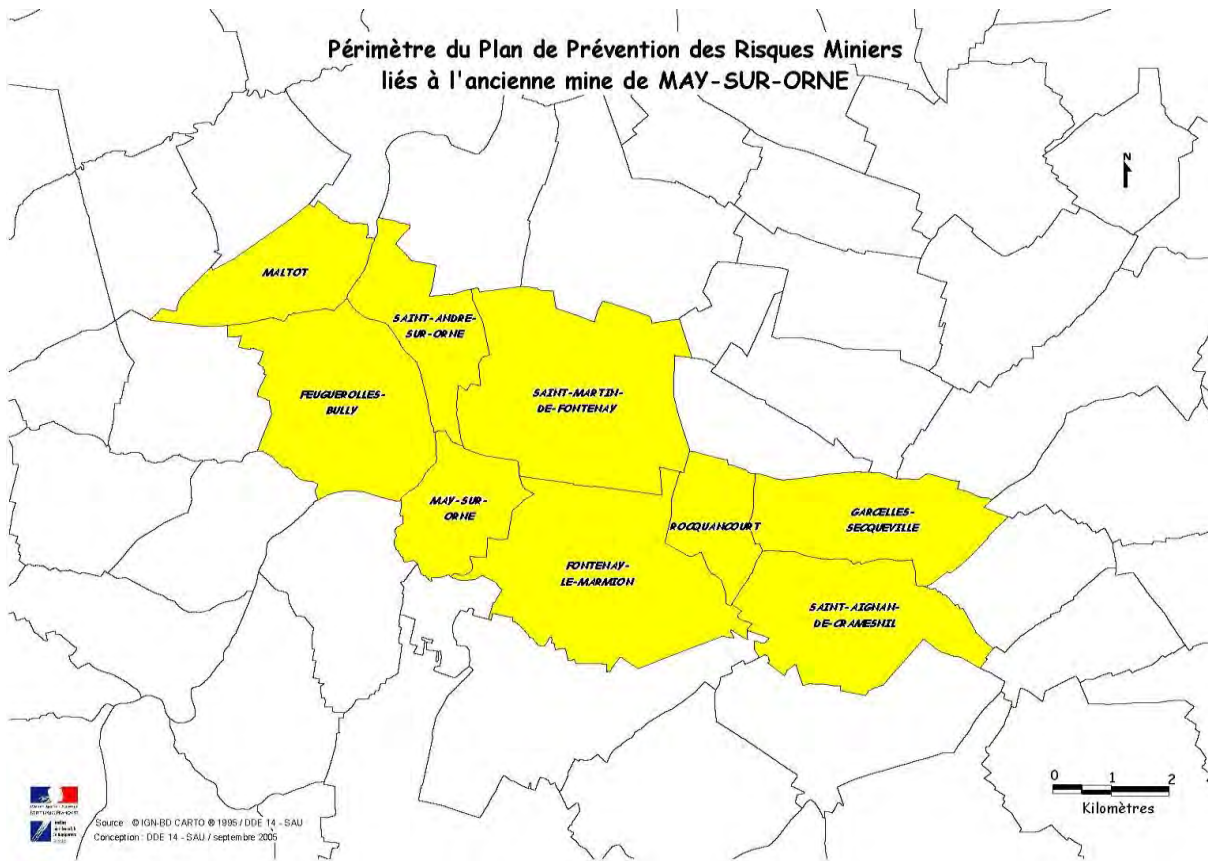 Périmètre du Plan de Prévention des Risques Miniers
liés à l'ancienne mine de MAY-SUR-ORNE
N
MALTOT
SAINT-ANDRE-
SUR-ORNE
FEUGUEROLLES-
BULLY
SAINT-MARTIN-
DE-FONTENAY
MAY-SUR-
ORNE
ROCQUANCOURT
GARCELLES-
SECQUEVILLE
FONTENAY-
LE-MARMION
SAINT-AIGNAN-
DE-CRAMESNIL
0 1 2
Kilomètres
Source : © IGN-BD CARTO ® 1995 / DDE 14 - SAU
Conception : DDE 14 - SAU / septembre 2005